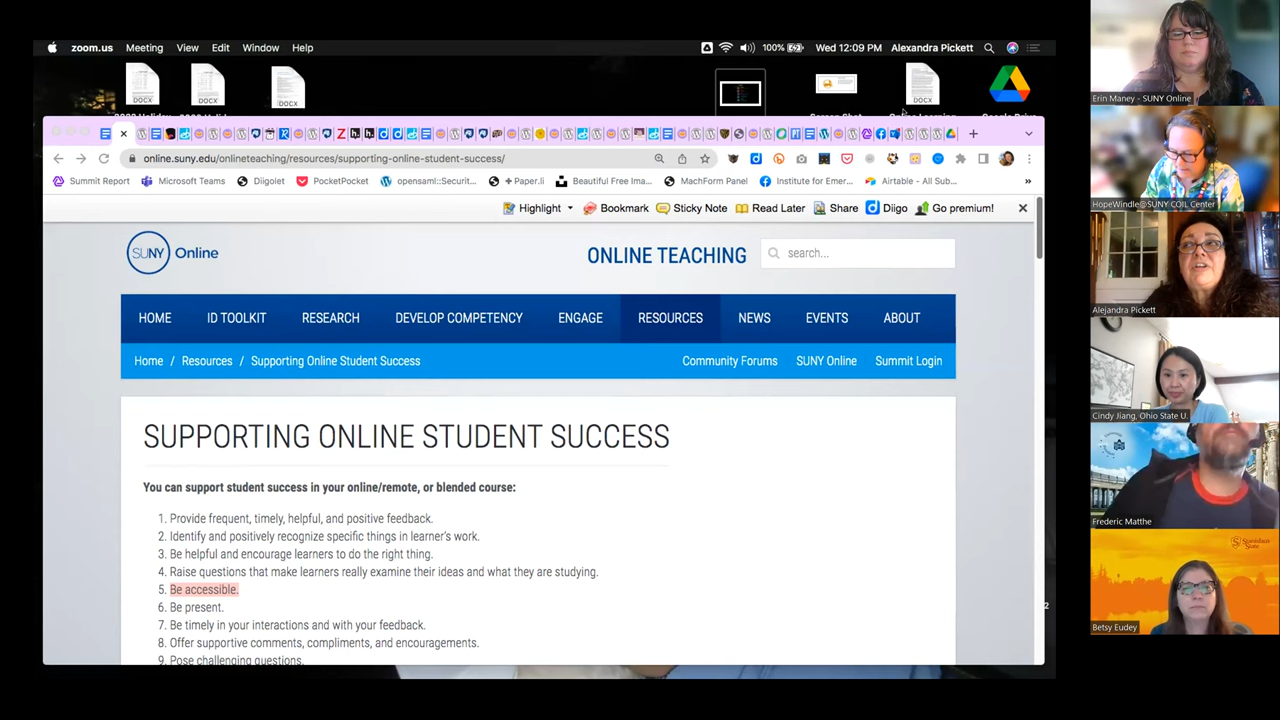 zoom.us Meeting View Edit Window Help 100% Wed 12:09 PM Alexandra Pickett
DOCX DOCX DOCX DOCX
online.suny.edu/onlineteaching/resources/supporting-online-student-success/
Summit Report Microsoft Teams Diigolet PocketPocket opensaml::Securit... + Paper.li Beautiful Free Ima... MachForm Panel Institute for Emer... Airtable - All Sub... »
Highlight Bookmark Sticky Note Read Later Share Diigo Go premium!
SUNY Online
ONLINE TEACHING
search...
HOME ID TOOLKIT RESEARCH DEVELOP COMPETENCY ENGAGE RESOURCES NEWS EVENTS ABOUT
Home / Resources / Supporting Online Student Success
Community Forums SUNY Online Summit Login
SUPPORTING ONLINE STUDENT SUCCESS
You can support student success in your online/remote, or blended course:
1. Provide frequent, timely, helpful, and positive feedback.
2. Identify and positively recognize specific things in learner's work.
3. Be helpful and encourage learners to do the right thing.
4. Raise questions that make learners really examine their ideas and what they are studying.
5. Be accessible.
6. Be present.
7. Be timely in your interactions and with your feedback.
8. Offer supportive comments, compliments, and encouragements.
9. Pose challenging questions.
Erin Maney - SUNY Online
HopeWindle@SUNY COIL Center
Alejandra Pickett
Cindy Jiang, Ohio State U.
Frederic Matthe
Stanislaus State
Betsy Eudey